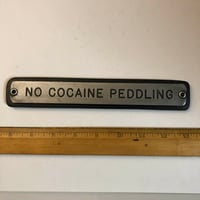 NO COCAINE PEDDLING